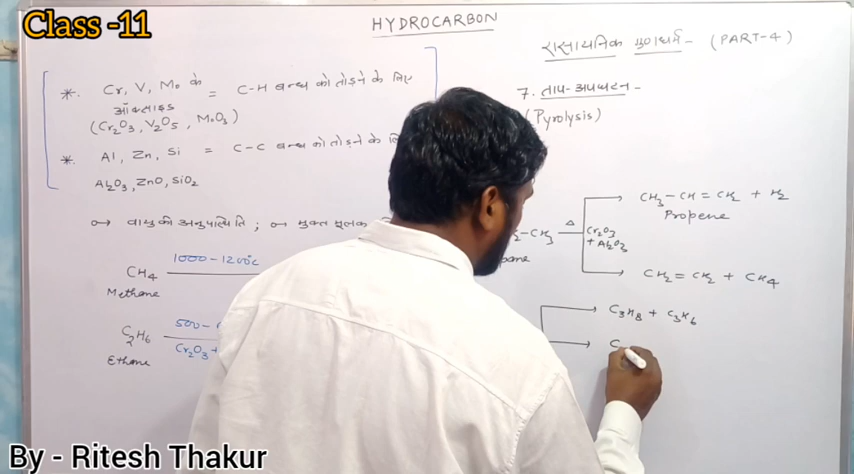 Class -11
HYDROCARBON
रासायनिक गुणधर्म - (PART-4)
*. Cr, V, Mo के = C-H बन्ध को तोड़ने के लिए
ऑक्साइड
(Cr2O3, V2O5, MoO3)
*. Al, Zn, Si = C-C बन्ध को तोड़ने के
Al2O3, ZnO, SiO2
वायु की अनुपस्थिति ; मुक्त मूलक
CH4 1000-1200°C
Methane
C2H6 500-
Cr2O3 +
Ethane
7. ताप-अपघटन -
(Pyrolysis)
-CH3 Δ
Cr2O3
+ Al2O3
CH3-CH=CH2 + H2
Propene
CH2=CH2 + CH4
C3H8 + C3H6
C
By - Ritesh Thakur